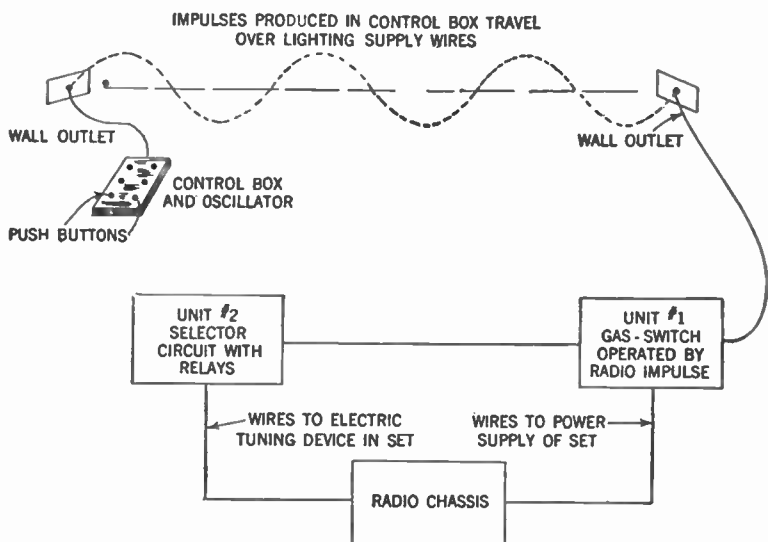 IMPULSES PRODUCED IN CONTROL BOX TRAVEL
OVER LIGHTING SUPPLY WIRES
WALL OUTLET
WALL OUTLET
CONTROL BOX
AND OSCILLATOR
PUSH BUTTONS
UNIT #2
SELECTOR
CIRCUIT WITH
RELAYS
UNIT #1
GAS-SWITCH
OPERATED BY
RADIO IMPULSE
WIRES TO ELECTRIC
TUNING DEVICE IN SET
WIRES TO POWER
SUPPLY OF SET
RADIO CHASSIS